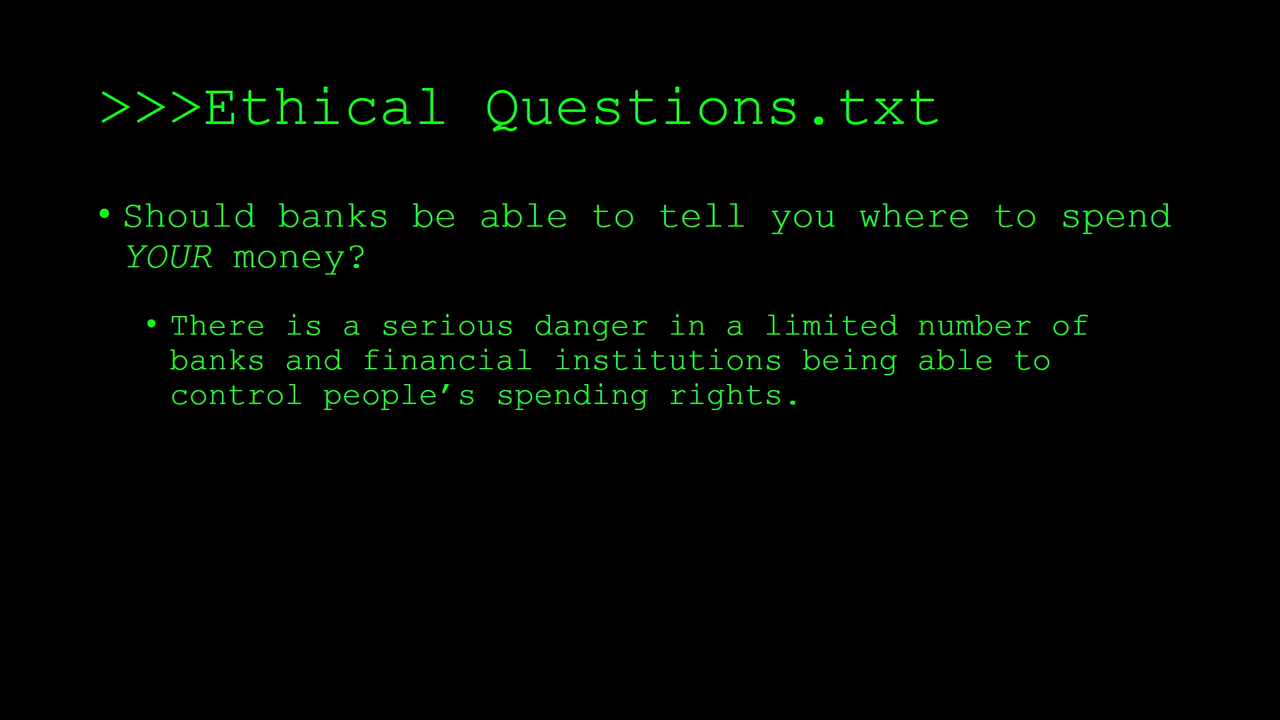 >>>Ethical Questions.txt
• Should banks be able to tell you where to spend
YOUR money?
• There is a serious danger in a limited number of
banks and financial institutions being able to
control people’s spending rights.